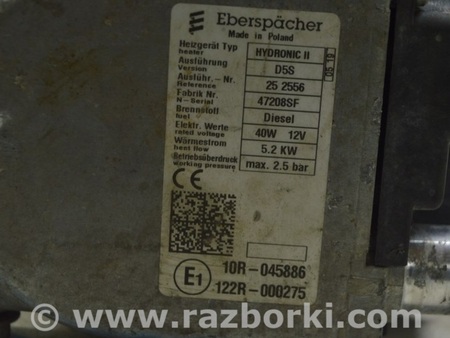 Eberspächer
Made in Poland
Heizgerät Typ
heater
HYDRONIC II
Ausführung
Version
D5S
05 19
Ausführ.-Nr.
Reference
25 2556
Fabrik Nr.
N-Serial
47208SF
Brennstoff
fuel
Diesel
Elektr. Werte
rated voltage
40W 12V
Wärmestrom
heat flow
5.2 KW
Betriebsüberdruck
working pressure
max. 2.5 bar
CE
E1
10R-045886
122R-000275
© www.razborki.com